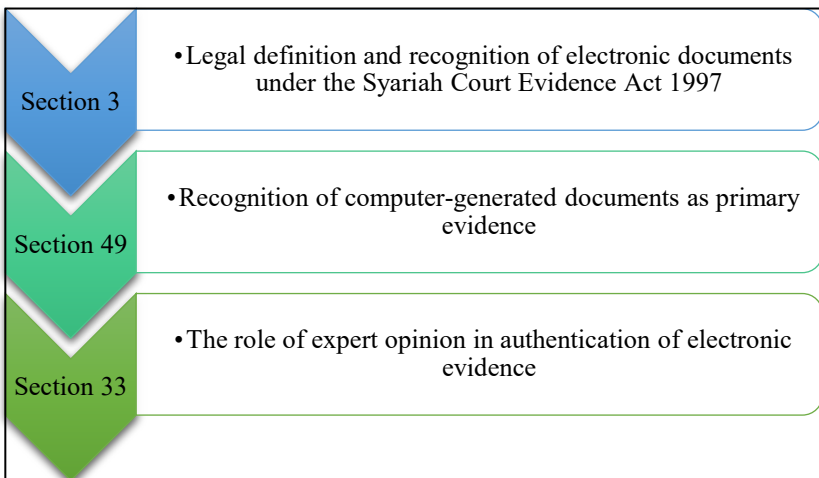 Section 3
•Legal definition and recognition of electronic documents
under the Syariah Court Evidence Act 1997
Section 49
•Recognition of computer-generated documents as primary
evidence
Section 33
•The role of expert opinion in authentication of electronic
evidence